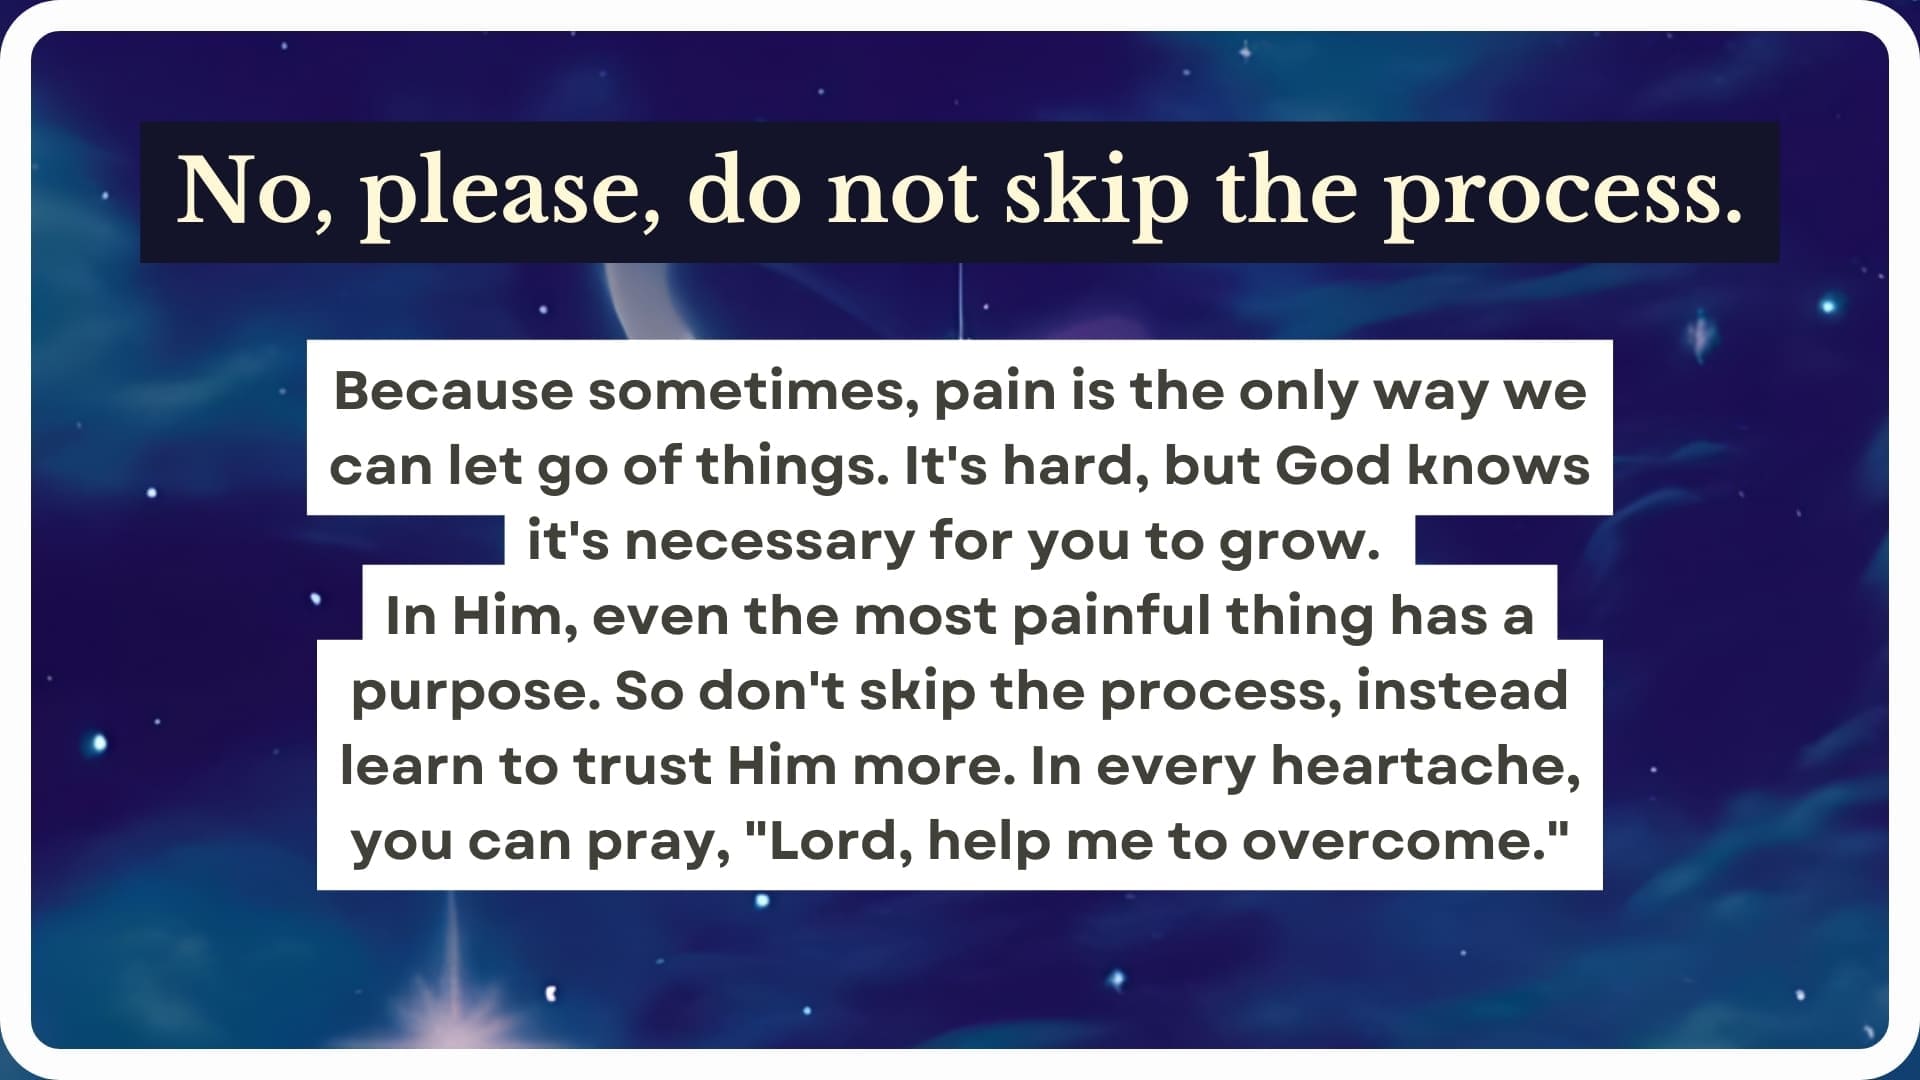 No, please, do not skip the process.
Because sometimes, pain is the only way we
can let go of things. It's hard, but God knows
it's necessary for you to grow.
In Him, even the most painful thing has a
purpose. So don't skip the process, instead
learn to trust Him more. In every heartache,
you can pray, "Lord, help me to overcome."